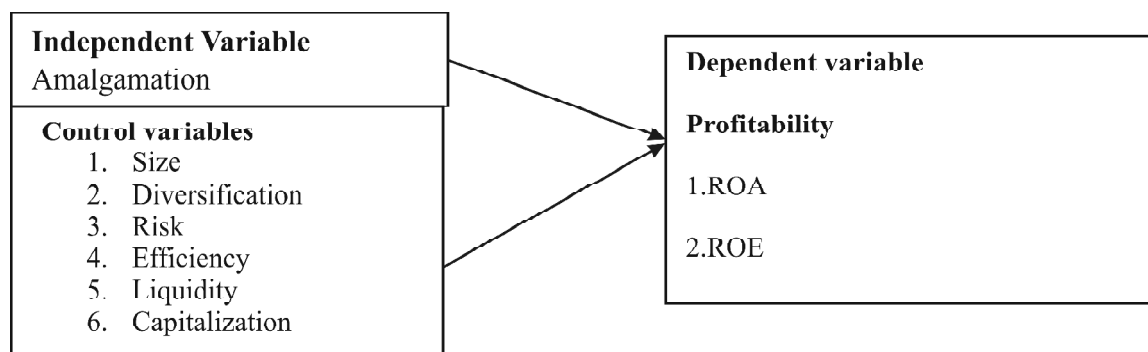 Independent Variable
Amalgamation
Control variables
1. Size
2. Diversification
3. Risk
4. Efficiency
5. Liquidity
6. Capitalization
Dependent variable
Profitability
1.ROA
2.ROE